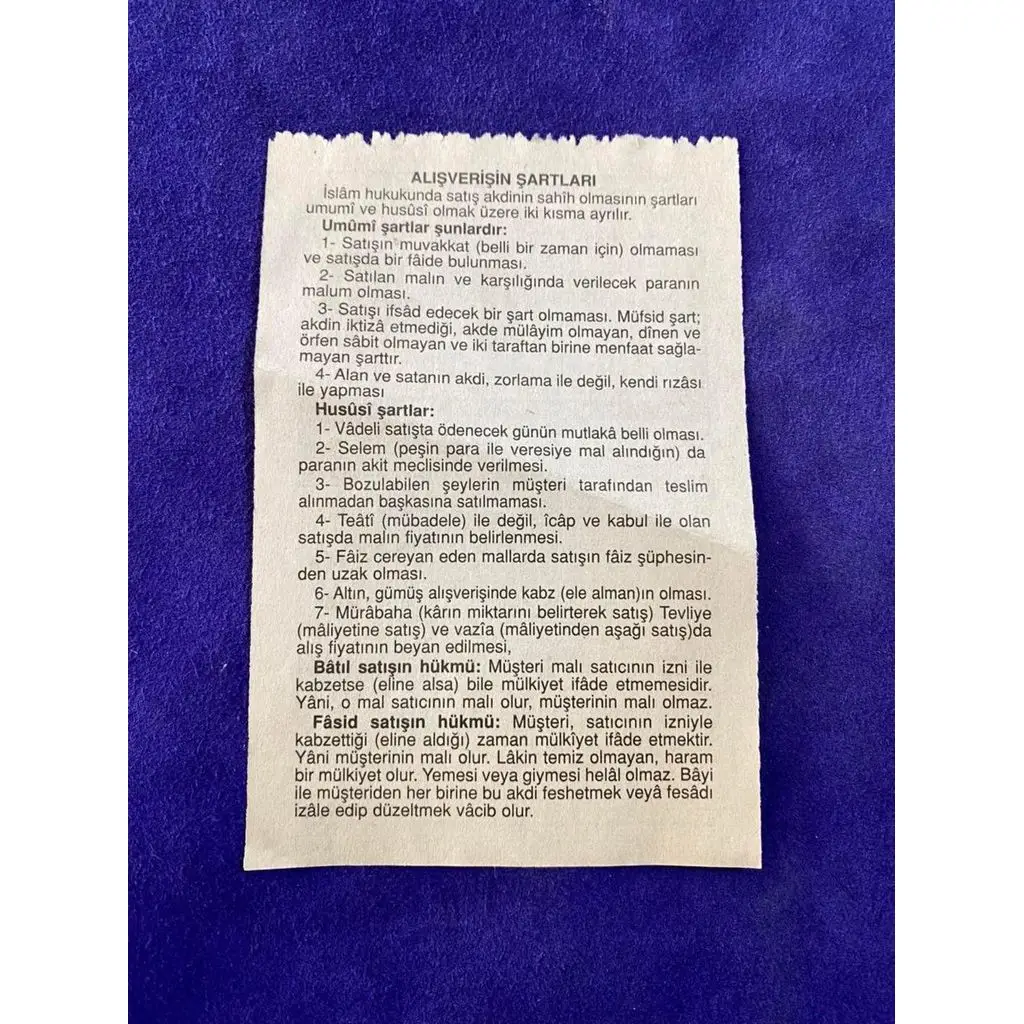 ALIŞVERİŞİN ŞARTLARI
İslâm hukukunda satış akdinin sahîh olmasının şartları
umumî ve husûsî olmak üzere iki kısma ayrılır.
Umûmî şartlar şunlardır:
1- Satışın muvakkat (belli bir zaman için) olmaması
ve satışda bir fâide bulunması.
2- Satılan malın ve karşılığında verilecek paranın
malum olması.
3- Satışı ifsâd edecek bir şart olmaması. Müfsid şart;
akdin iktizâ etmediği, akde mülâyim olmayan, dînen ve
örfen sâbit olmayan ve iki taraftan birine menfaat sağla-
mayan şarttır.
4- Alan ve satanın akdi, zorlama ile değil, kendi rızâsı
ile yapması
Husûsî şartlar:
1- Vâdeli satışta ödenecek günün mutlakâ belli olması.
2- Selem (peşin para ile veresiye mal alındığın) da
paranın akit meclisinde verilmesi.
3- Bozulabilen şeylerin müşteri tarafından teslim
alınmadan başkasına satılmaması.
4- Teâtî (mübadele) ile değil, îcâp ve kabul ile olan
satışda malın fiyatının belirlenmesi.
5- Fâiz cereyan eden mallarda satışın fâiz şüphesin-
den uzak olması.
6- Altın, gümüş alışverişinde kabz (ele alman)ın olması.
7- Mürâbaha (kârın miktarını belirterek satış) Tevliye
(mâliyetine satış) ve vazîa (mâliyetinden aşağı satış)da
alış fiyatının beyan edilmesi,
Bâtıl satışın hükmü: Müşteri malı satıcının izni ile
kabzetse (eline alsa) bile mülkiyet ifâde etmemesidir.
Yâni, o mal satıcının malı olur, müşterinin malı olmaz.
Fâsid satışın hükmü: Müşteri, satıcının izniyle
kabzettiği (eline aldığı) zaman mülkîyet ifâde etmektir.
Yâni müşterinin malı olur. Lâkin temiz olmayan, haram
bir mülkiyet olur. Yemesi veya giymesi helâl olmaz. Bâyi
ile müşteriden her birine bu akdi feshetmek veyâ fesâdı
izâle edip düzeltmek vâcib olur.